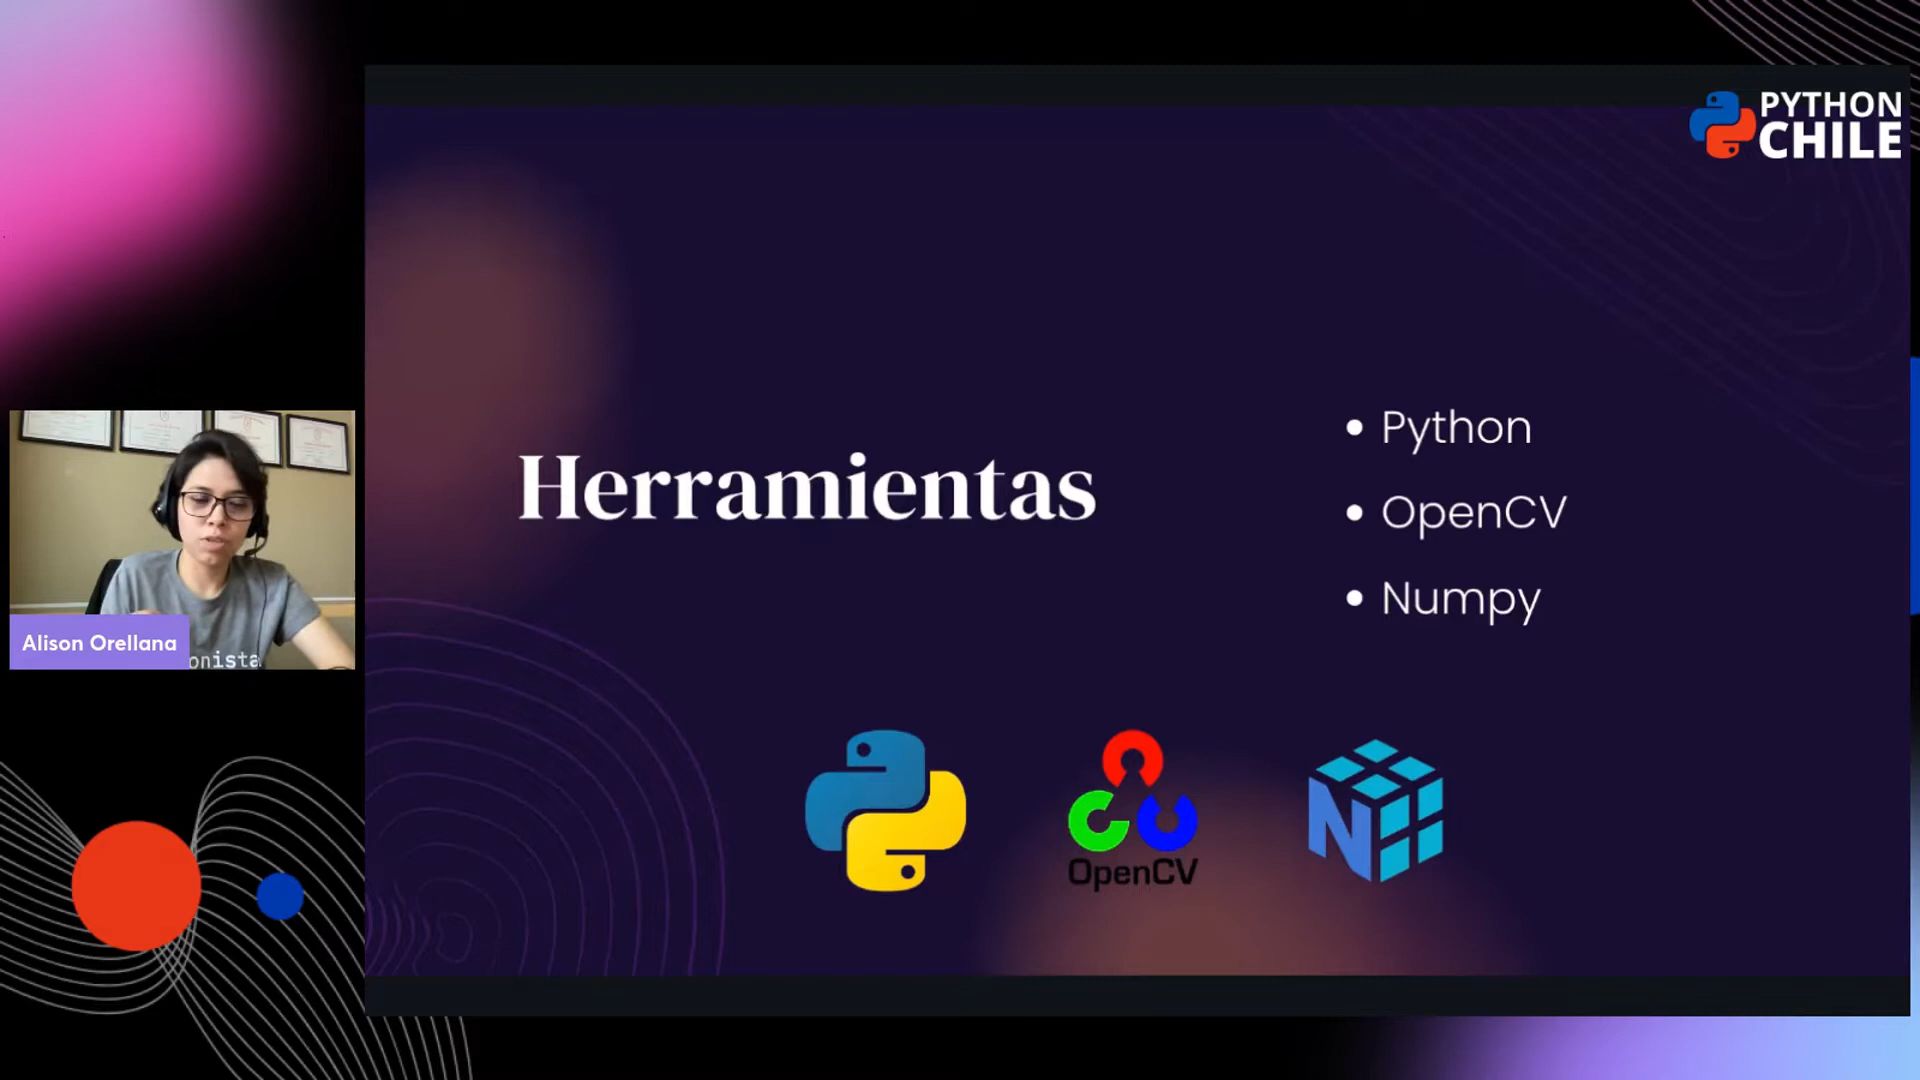 PYTHON
CHILE
Herramientas
Python
OpenCV
Numpy
Alison Orellana
onista
OpenCV